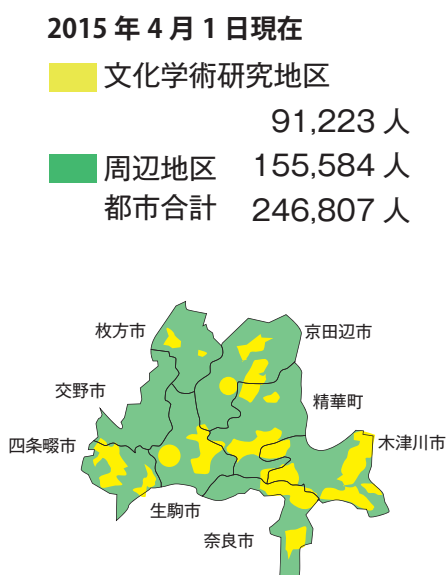 2015 年 4 月 1 日現在
文化学術研究地区
91,223 人
周辺地区 155,584 人
都市合計 246,807 人
枚方市
京田辺市
交野市
精華町
四条畷市
木津川市
生駒市
奈良市